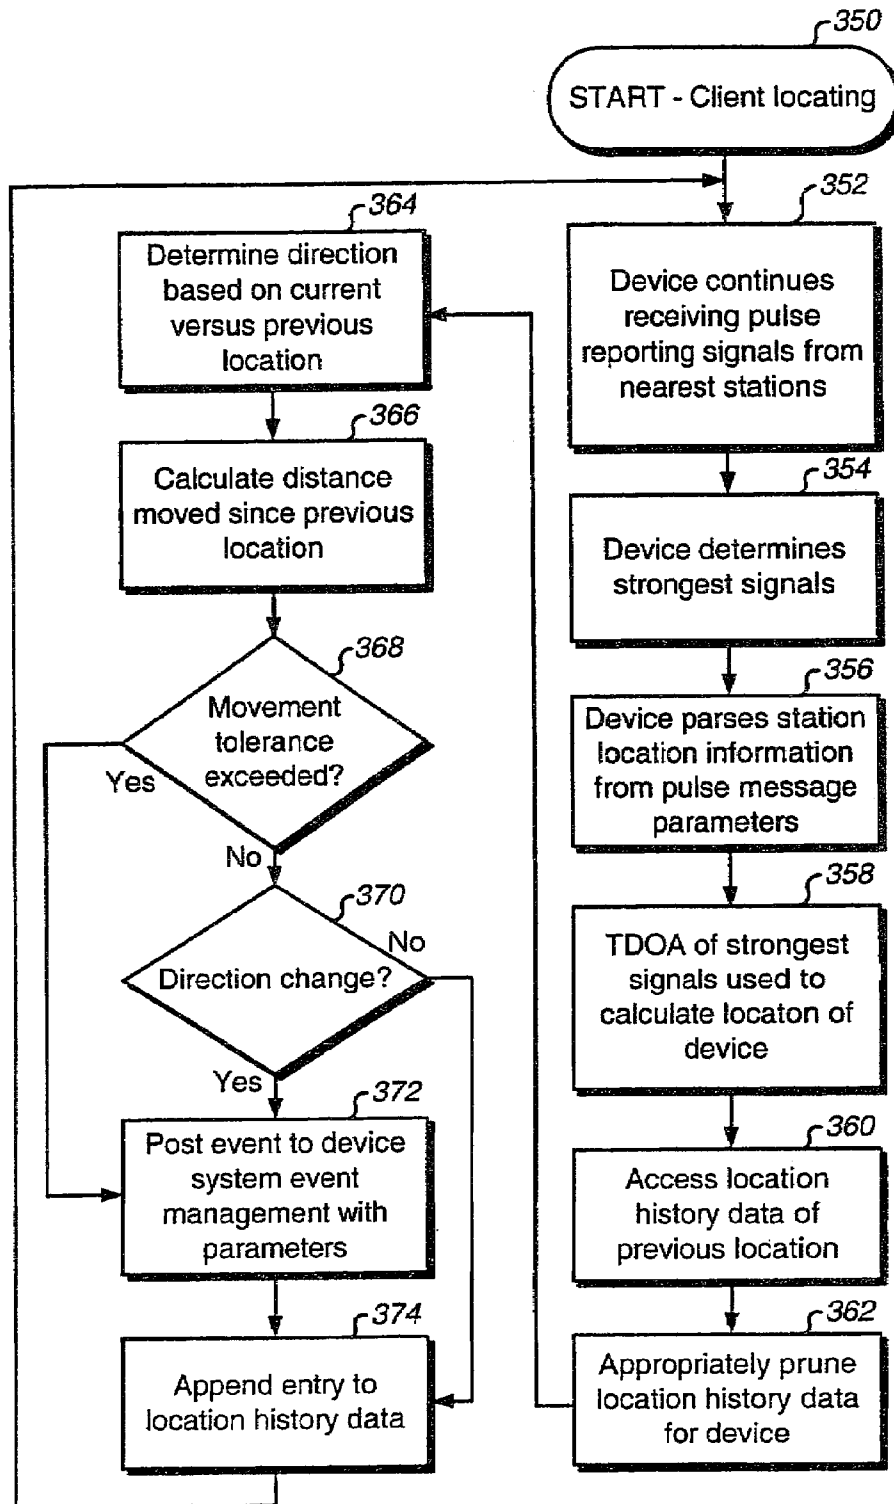 350
START - Client locating
352
Device continues
receiving pulse
reporting signals from
nearest stations
354
Device determines
strongest signals
356
Device parses station
location information
from pulse message
parameters
358
TDOA of strongest
signals used to
calculate locaton of
device
360
Access location
history data of
previous location
362
Appropriately prune
location history data
for device
364
Determine direction
based on current
versus previous
location
366
Calculate distance
moved since previous
location
368
Movement
tolerance
exceeded?
Yes
No
370
No
Direction change?
Yes
372
Post event to device
system event
management with
parameters
374
Append entry to
location history data